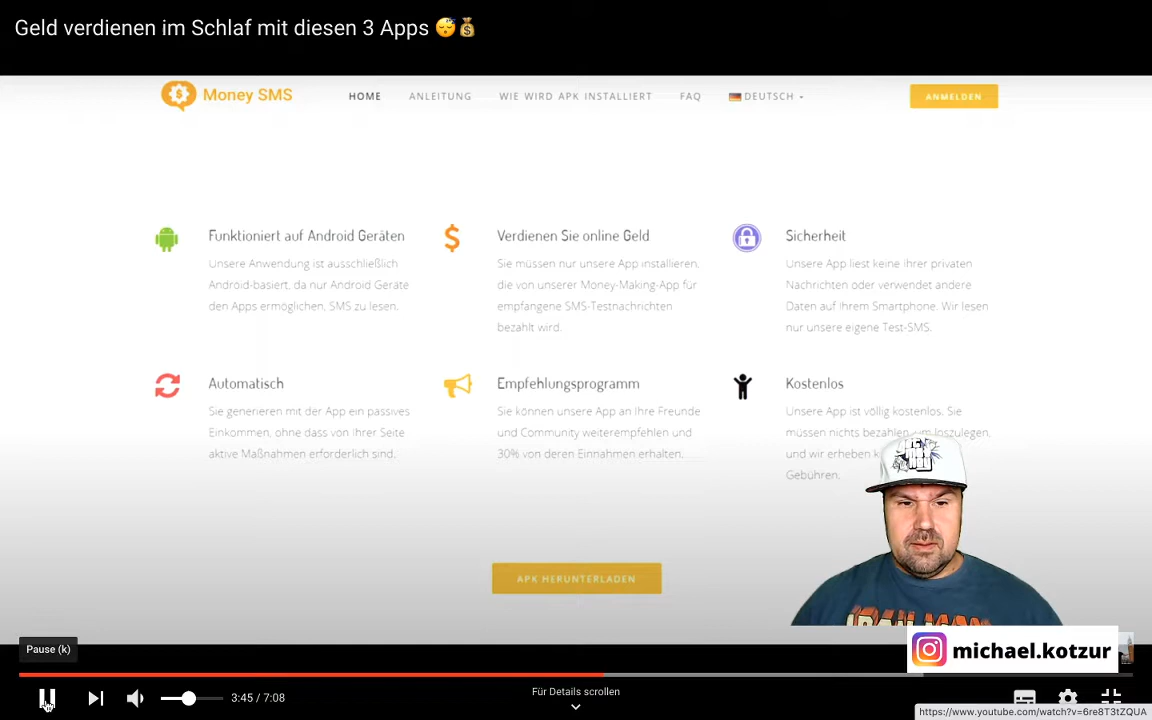 Geld verdienen im Schlaf mit diesen 3 Apps 😴💰
Money SMS
HOME
ANLEITUNG
WIE WIRD APK INSTALLIERT
FAQ
DEUTSCH
ANMELDEN
Funktioniert auf Android Geräten
Unsere Anwendung ist ausschließlich
Android-basiert, da nur Android Geräte
den Apps ermöglichen, SMS zu lesen.
Verdienen Sie online Geld
Sie müssen nur unsere App installieren,
die von unserer Money-Making-App für
empfangene SMS-Testnachrichten
bezahlt wird.
Sicherheit
Unsere App liest keine ihrer privaten
Nachrichten oder verwendet andere
Daten auf Ihrem Smartphone. Wir lesen
nur unsere eigene Test-SMS.
Automatisch
Sie generieren mit der App ein passives
Einkommen, ohne dass von Ihrer Seite
aktive Maßnahmen erforderlich sind.
Empfehlungsprogramm
Sie können unsere App an Ihre Freunde
und Community weiterempfehlen und
30% von deren Einnahmen erhalten.
Kostenlos
Unsere App ist völlig kostenlos. Sie
müssen nichts bezahlen
und wir erheben
Gebühren.
APK HERUNTERLADEN
michael.kotzur
Pause (k)
3:45 / 7:08
Für Details scrollen
https://www.youtube.com/watch?v=6re8T3tZQUA